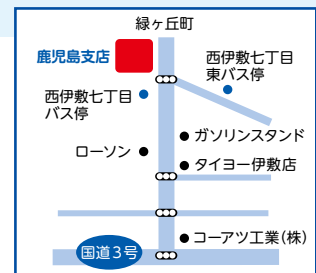 緑ヶ丘町
鹿児島支店
西伊敷七丁目
東バス停
西伊敷七丁目
バス停
ガソリンスタンド
ローソン
タイヨー伊敷店
コーアツ工業(株)
国道3号